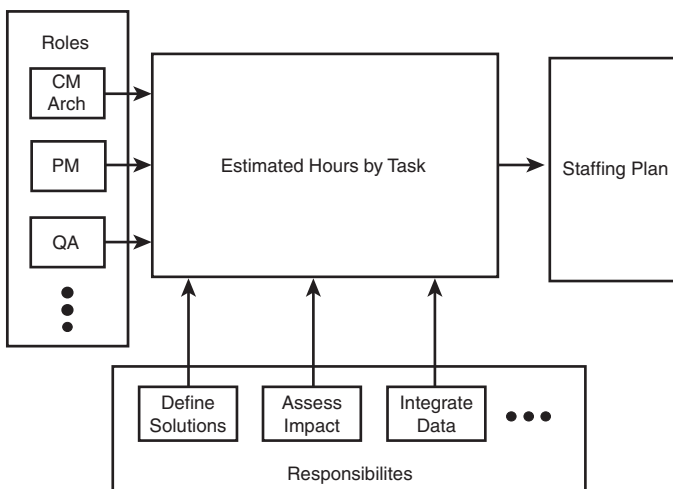 Roles
CM
Arch
PM
QA
Estimated Hours by Task
Staffing Plan
Define
Solutions
Assess
Impact
Integrate
Data
Responsibilites